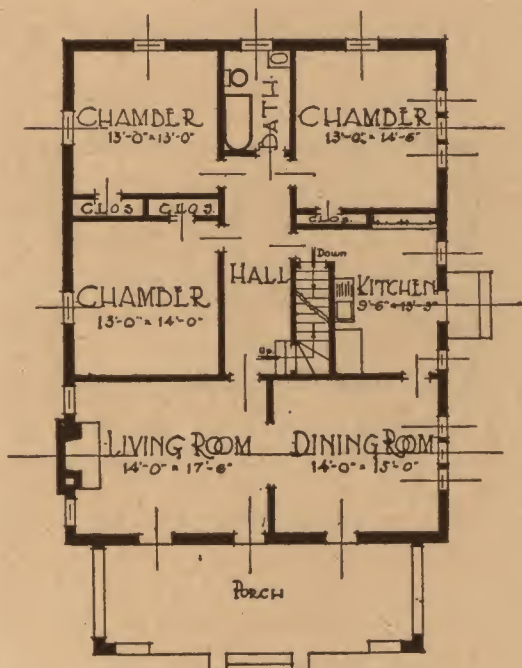 CHAMBER
13'-0" = 13'-0"
BATH
CHAMBER
13'-0" = 14'-6"
CLOS.
CLOS.
CLOS.
CHAMBER
13'-0" = 14'-0"
HALL
Down
Up
KITCHEN
9'-6" = 13'-3"
LIVING ROOM
14'-0" = 17'-6"
DINING ROOM
14'-0" = 15'-0"
PORCH